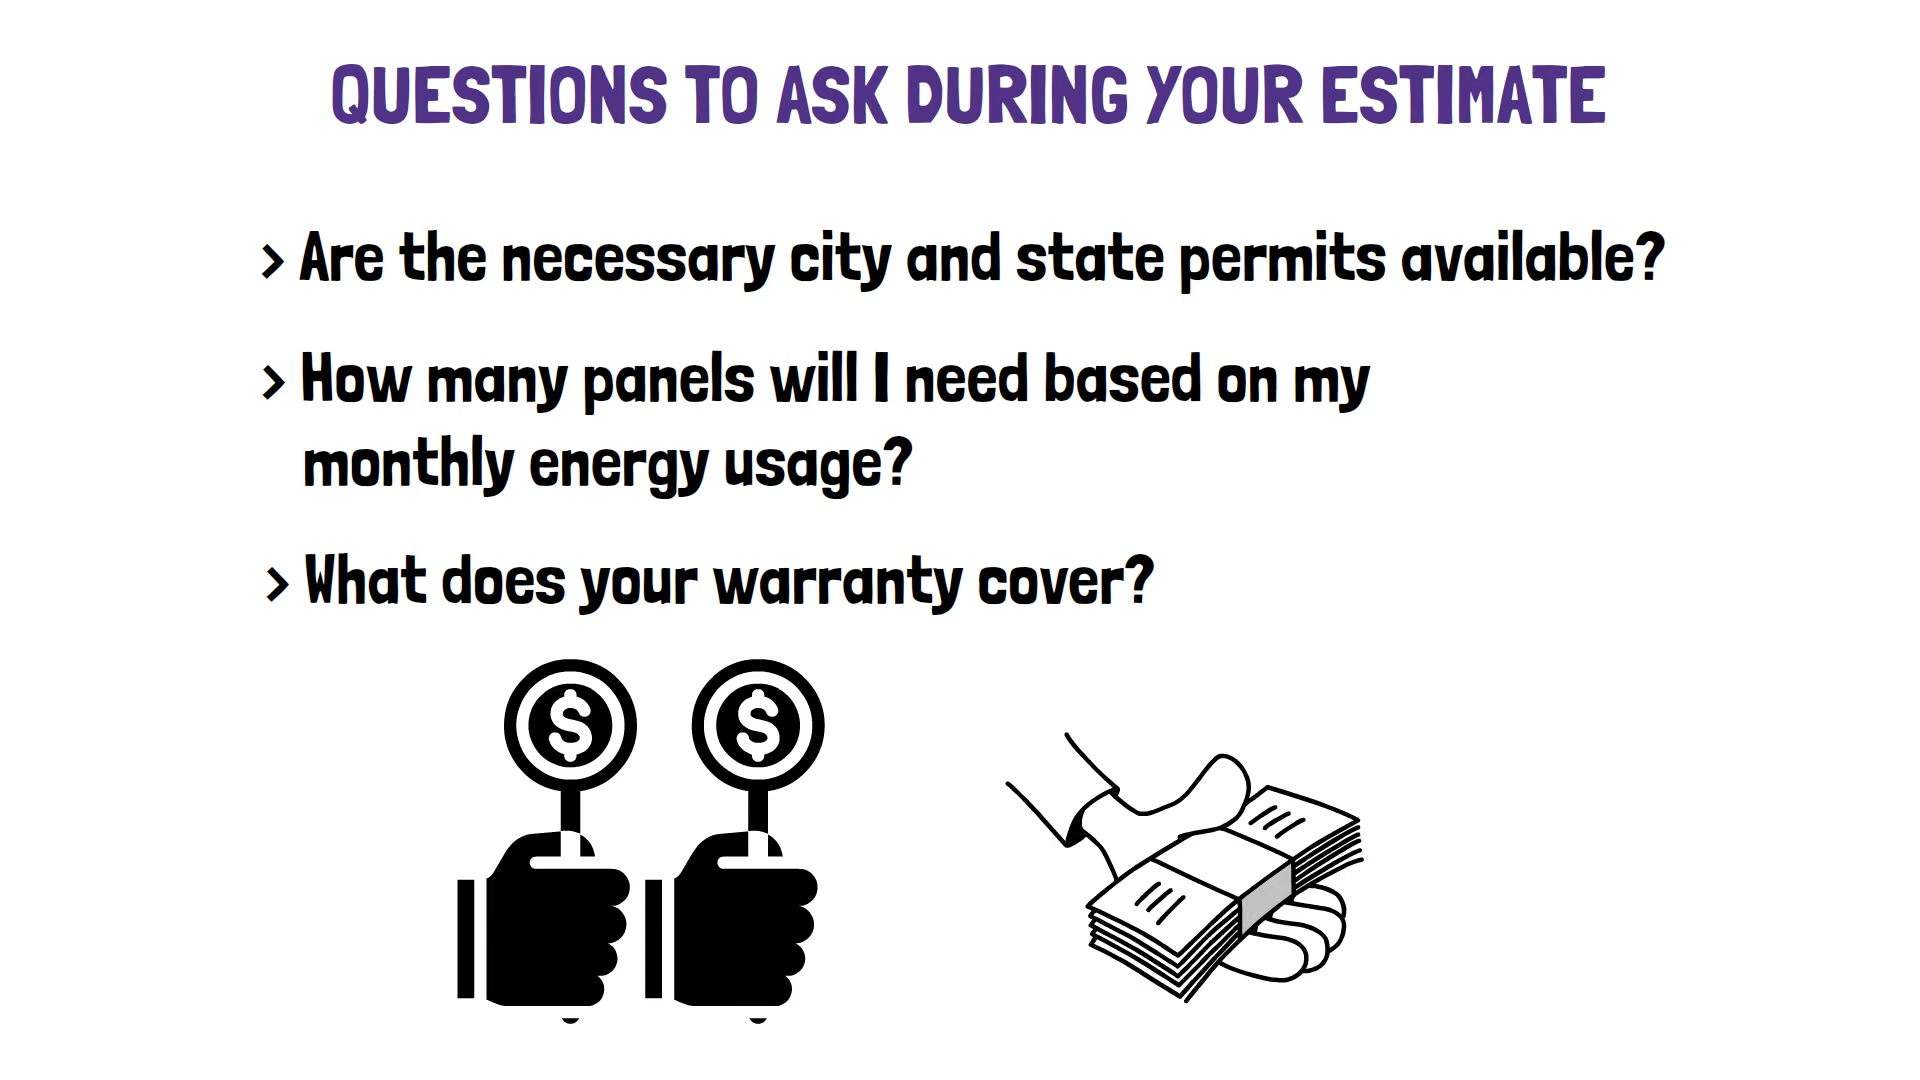 QUESTIONS TO ASK DURING YOUR ESTIMATE
> Are the necessary city and state permits available?
> How many panels will I need based on my
monthly energy usage?
> What does your warranty cover?
$ $